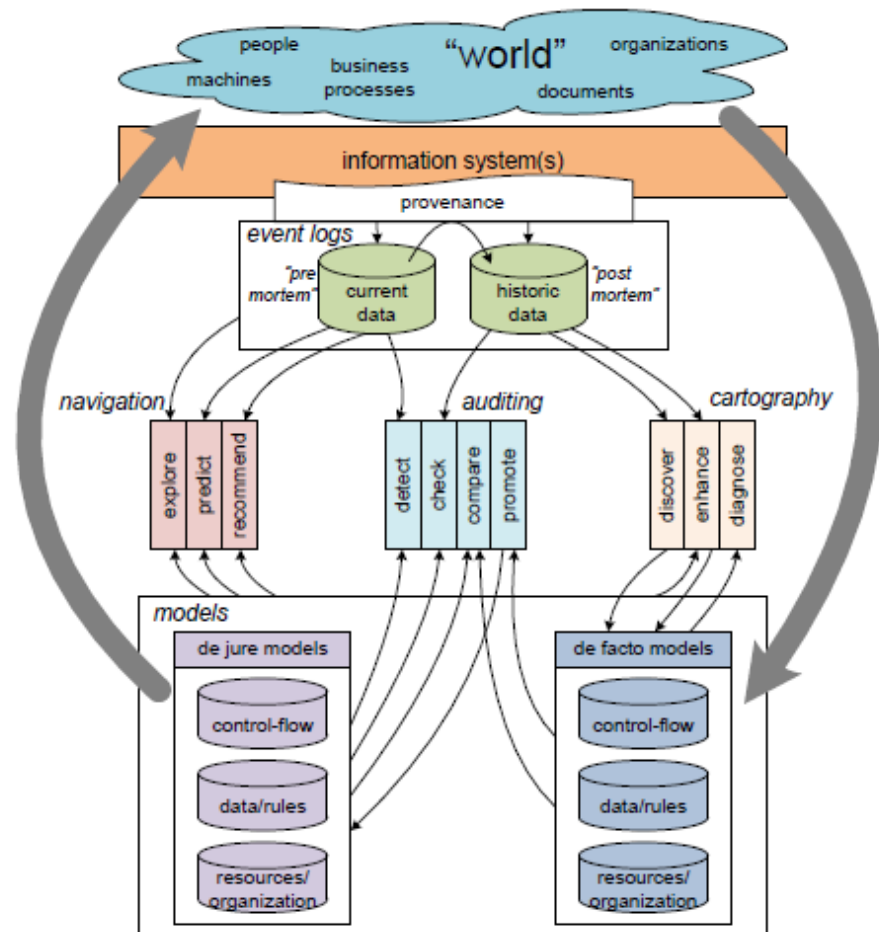 people
“world”
organizations
machines
business
processes
documents
information system(s)
provenance
event logs
“pre
mortem”
current
data
historic
data
“post
mortem”
navigation
auditing
cartography
explore
predict
recommend
detect
check
compare
promote
discover
enhance
diagnose
models
de jure models
de facto models
control-flow
control-flow
data/rules
data/rules
resources/
organization
resources/
organization